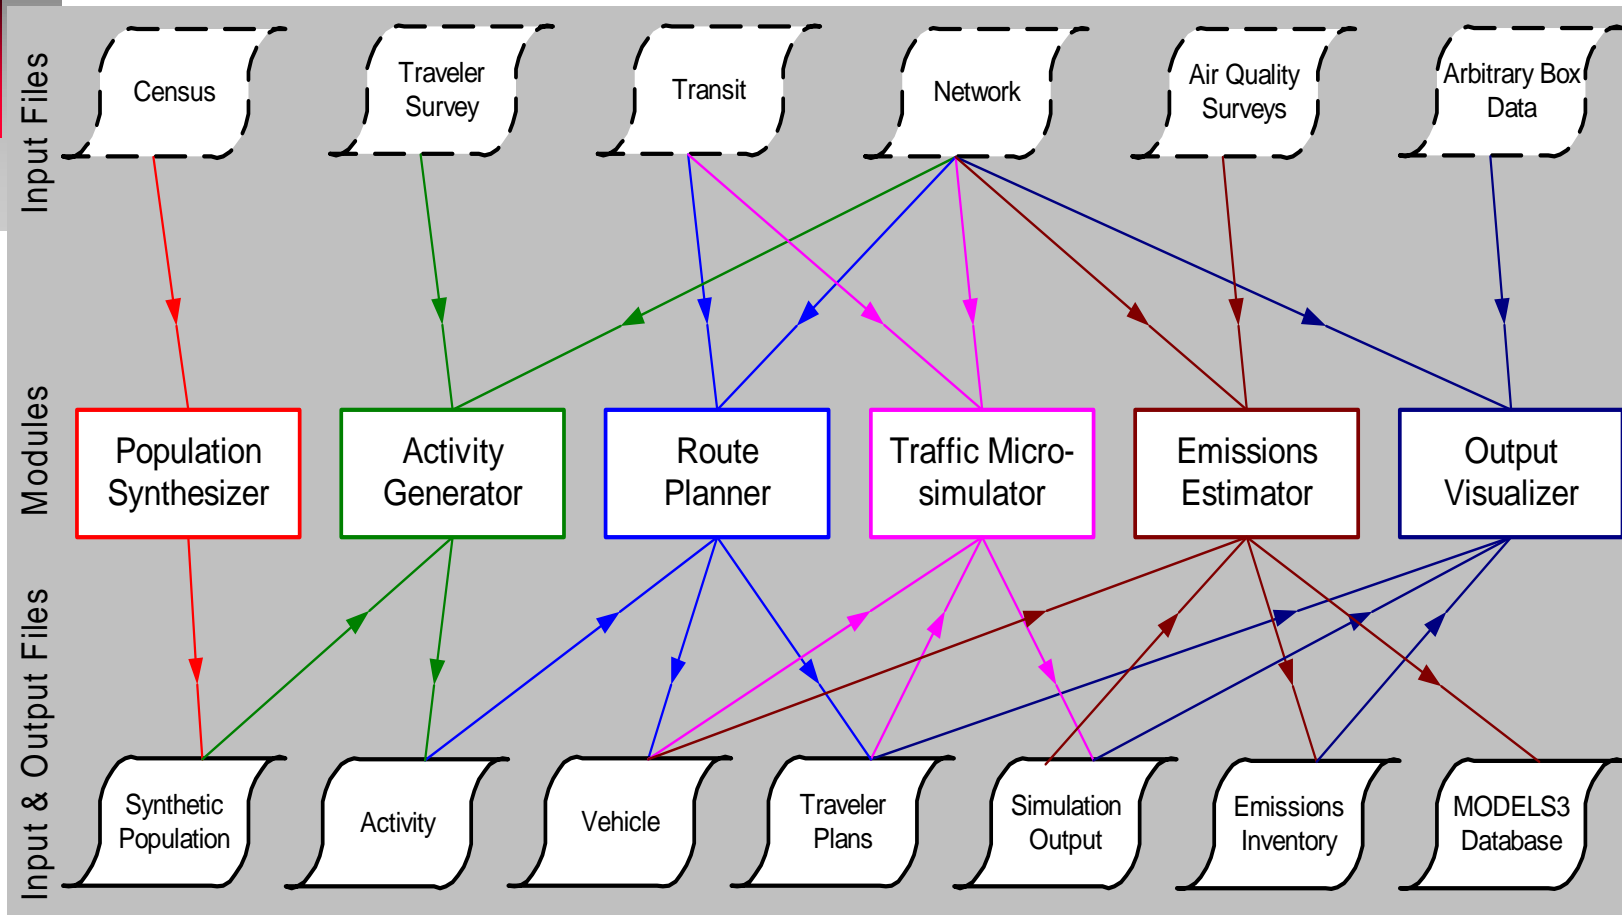 Input Files
Census
Traveler
Survey
Transit
Network
Air Quality
Surveys
Arbitrary Box
Data
Modules
Population
Synthesizer
Activity
Generator
Route
Planner
Traffic Micro-
simulator
Emissions
Estimator
Output
Visualizer
Input & Output Files
Synthetic
Population
Activity
Vehicle
Traveler
Plans
Simulation
Output
Emissions
Inventory
MODELS3
Database